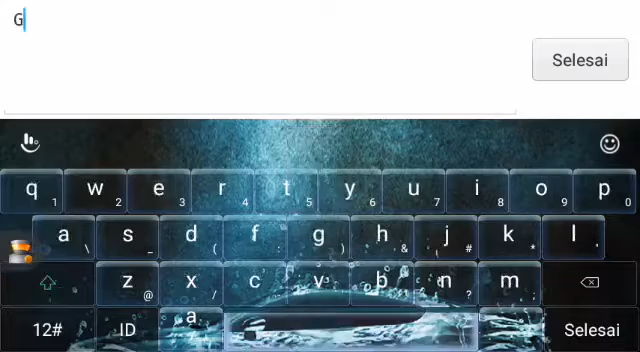 G
Selesai
q 1 w 2 e 3 r 4 t 5 y 6 u 7 i 8 o 9 p 0
a \ s _ d ( f : g ) h & j # k * l '
z @ x / c v b n ? m
12# ID a Selesai